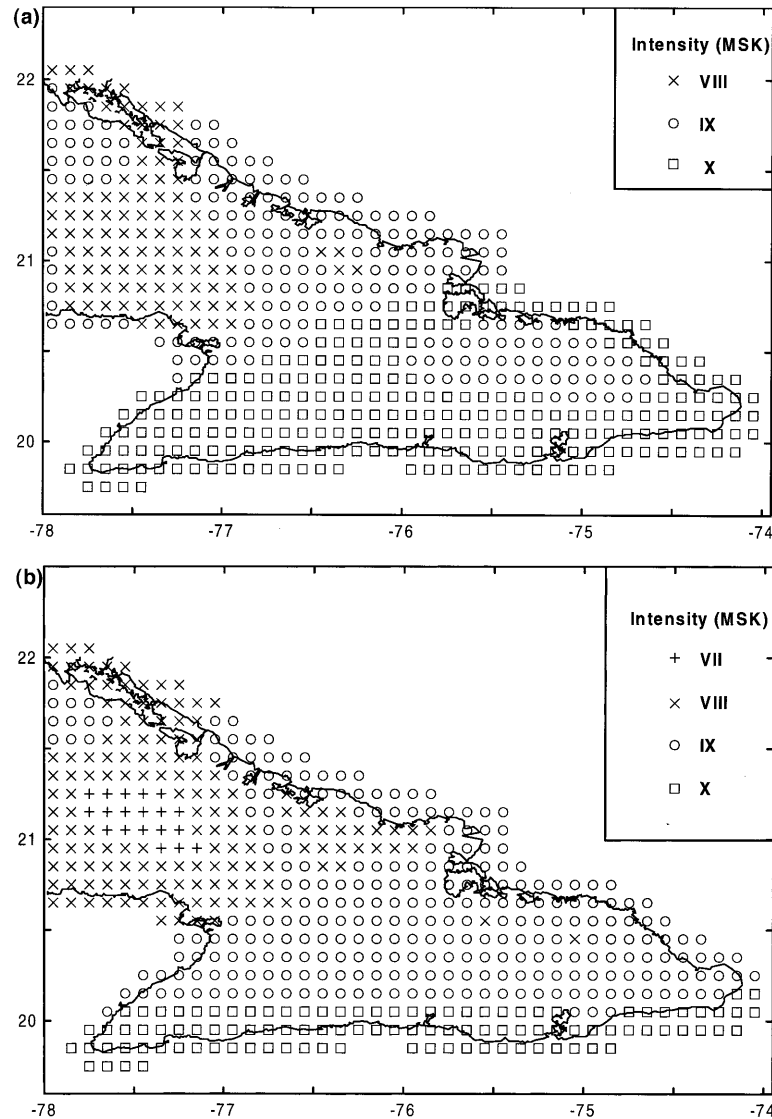 (a)
Intensity (MSK)
VIII
IX
X
22
21
20
-78
-77
-76
-75
-74
(b)
Intensity (MSK)
VII
VIII
IX
X
22
21
20
-78
-77
-76
-75
-74